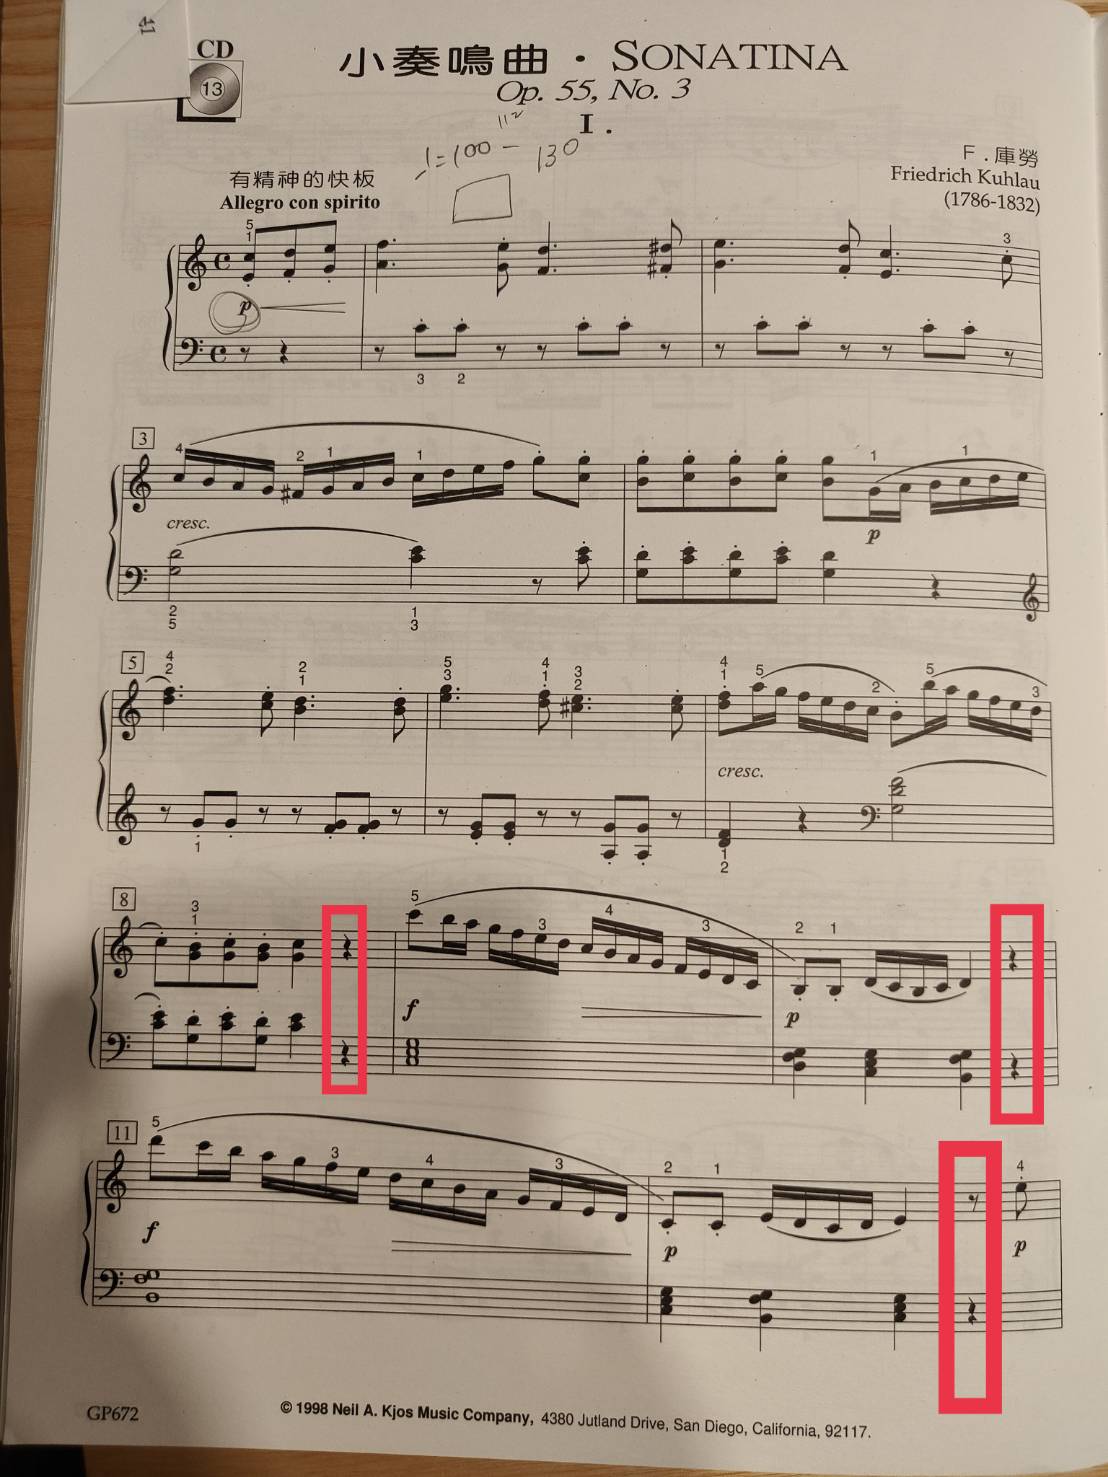 41
CD
13
小奏鳴曲 · SONATINA
Op. 55, No. 3
I .
112
♩=100 - 130
F . 庫勞
Friedrich Kuhlau
(1786-1832)
有精神的快板
Allegro con spirito
5
1
3
p
3 2
3
4 2 1 1 1 1
cresc.
p
2 1
5 3
5
4 2 5 4 3 4 5 2 5 3
2 1 3 1 2 1
cresc.
1 1
2
8
3 5 3 4 3 2 1
1
f p
11
5 3 4 3 2 1 4
f p p
GP672
© 1998 Neil A. Kjos Music Company, 4380 Jutland Drive, San Diego, California, 92117.